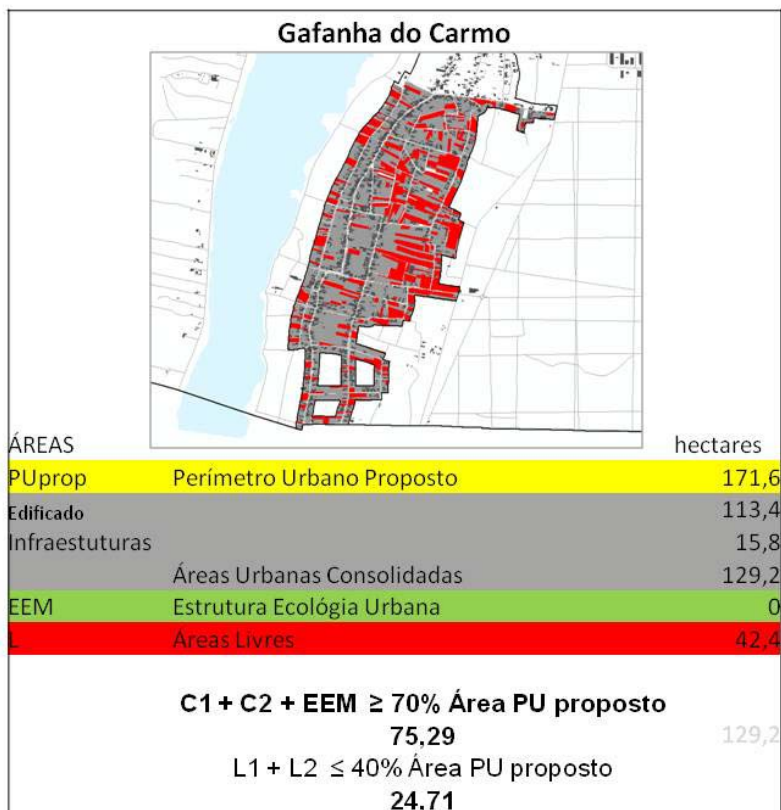 Gafanha do Carmo
ÁREAS hectares
PUprop Perímetro Urbano Proposto 171,6
Edificado 113,4
Infraestuturas 15,8
Áreas Urbanas Consolidadas 129,2
EEM Estrutura Ecológia Urbana 0
L Áreas Livres 42,4
C1 + C2 + EEM ≥ 70% Área PU proposto
75,29 129,2
L1 + L2 ≤ 40% Área PU proposto
24,71